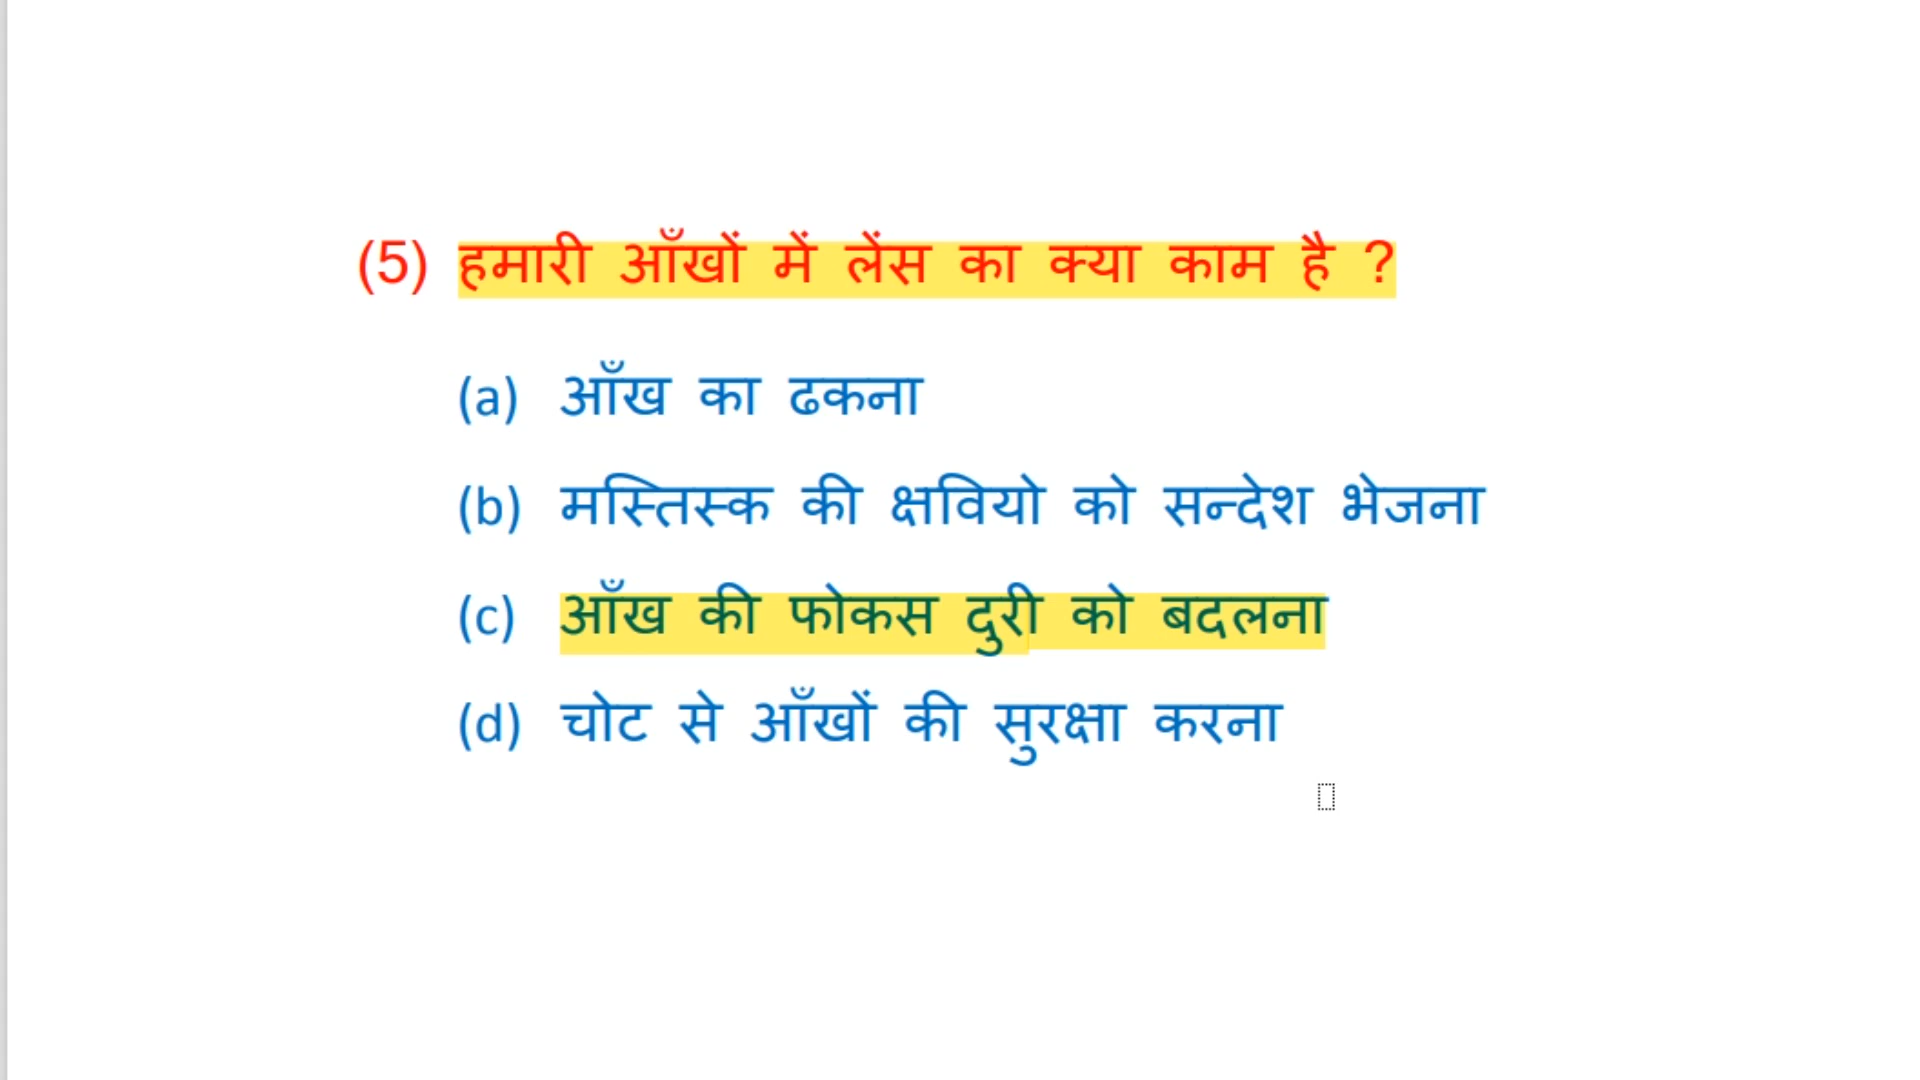 (5) हमारी आँखों में लेंस का क्या काम है ?
(a) आँख का ढकना
(b) मस्तिस्क की क्षवियो को सन्देश भेजना
(c) आँख की फोकस दुरी को बदलना
(d) चोट से आँखों की सुरक्षा करना